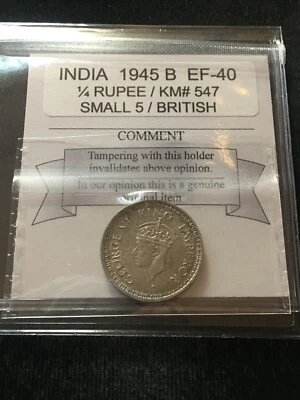 INDIA 1945 B EF-40
¼ RUPEE / KM# 547
SMALL 5 / BRITISH
COMMENT
Tampering with this holder
invalidates above opinion.
In our opinion this is a genuine
original item
GEORGE VI KING EMPEROR